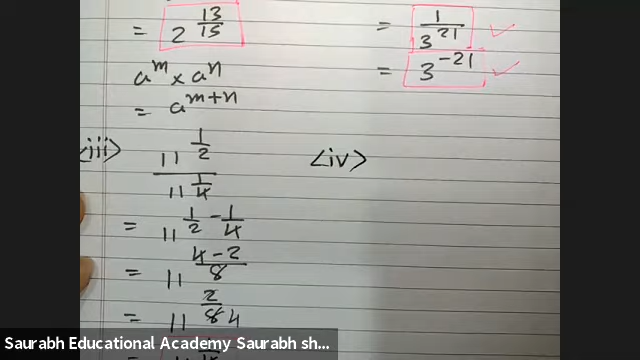 = 2^(13/15)
a^m × a^n
= a^(m+n)
<iii> 11^(1/2) / 11^(1/4)
= 11^(1/2 - 1/4)
= 11^((4-2)/8)
= 11^(2/8) 4
= 1/3^21 ✓
= 3^-21 ✓
<iv>
Saurabh Educational Academy Saurabh sh...